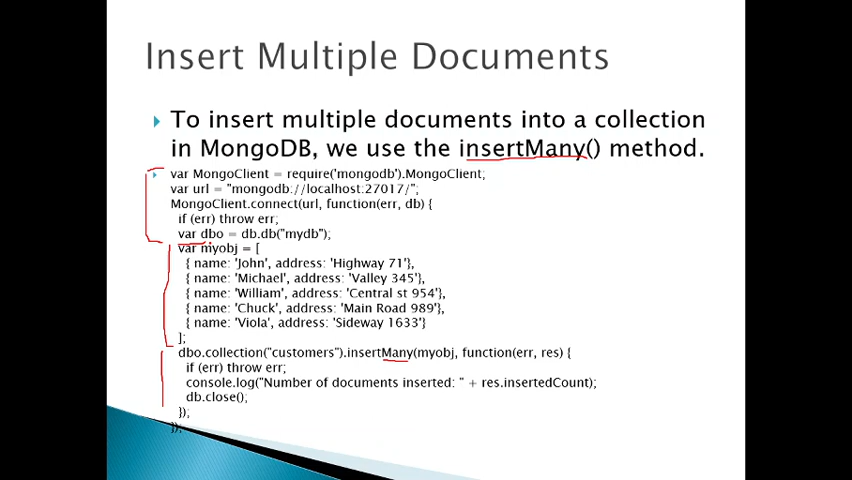 Insert Multiple Documents
To insert multiple documents into a collection
in MongoDB, we use the insertMany() method.
var MongoClient = require('mongodb').MongoClient;
var url = "mongodb://localhost:27017/";
MongoClient.connect(url, function(err, db) {
if (err) throw err;
var dbo = db.db("mydb");
var myobj = [
{ name: 'John', address: 'Highway 71'},
{ name: 'Michael', address: 'Valley 345'},
{ name: 'William', address: 'Central st 954'},
{ name: 'Chuck', address: 'Main Road 989'},
{ name: 'Viola', address: 'Sideway 1633'}
];
dbo.collection("customers").insertMany(myobj, function(err, res) {
if (err) throw err;
console.log("Number of documents inserted: " + res.insertedCount);
db.close();
});
});